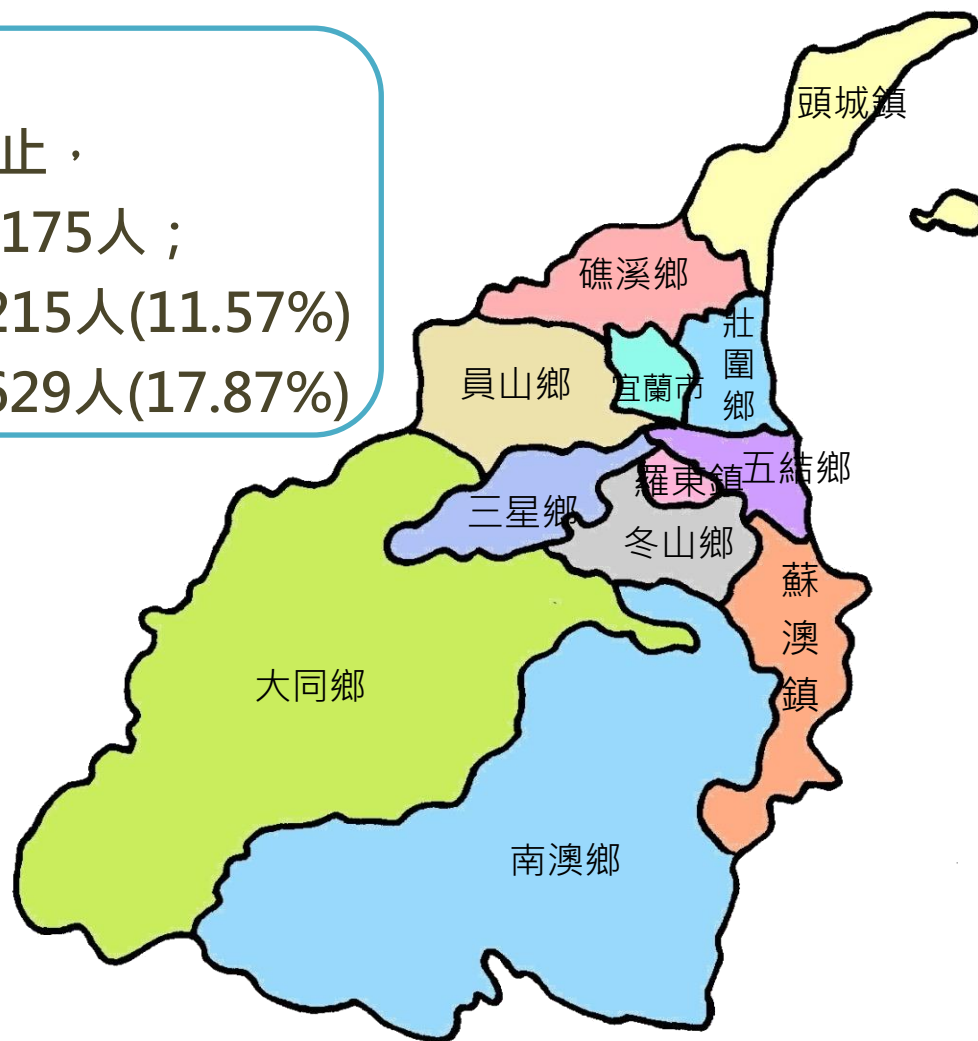 止，
175人；
215人(11.57%)
629人(17.87%)
頭城鎮
礁溪鄉
壯圍鄉
員山鄉
宜蘭市
羅東鎮
五結鄉
三星鄉
冬山鄉
蘇澳鎮
大同鄉
南澳鄉